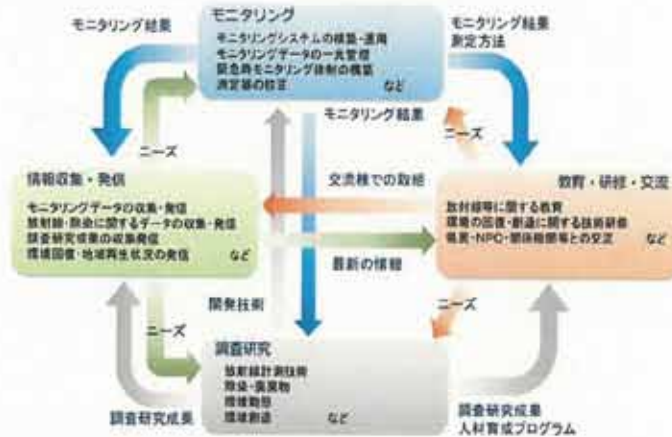 モニタリング
モニタリング結果
モニタリング結果
測定方法
モニタリングシステムの構築・運用
モニタリングデータの一元管理
緊急時モニタリング体制の構築
測定器の校正 など
モニタリング結果
ニーズ
ニーズ
情報収集・発信
交流棟での取組
教育・研修・交流
モニタリングデータの収集・発信
放射線・除染に関するデータの収集・発信
調査研究成果の収集発信
環境回復・地域再生状況の発信 など
放射線等に関する教育
環境の回復・創造に関する技術研修
県民・NPO・関係機関等との交流 など
最新の情報
開発技術
ニーズ
ニーズ
調査研究
放射線計測技術
除染・廃棄物
環境動態
環境創造 など
調査研究成果
調査研究成果
人材育成プログラム